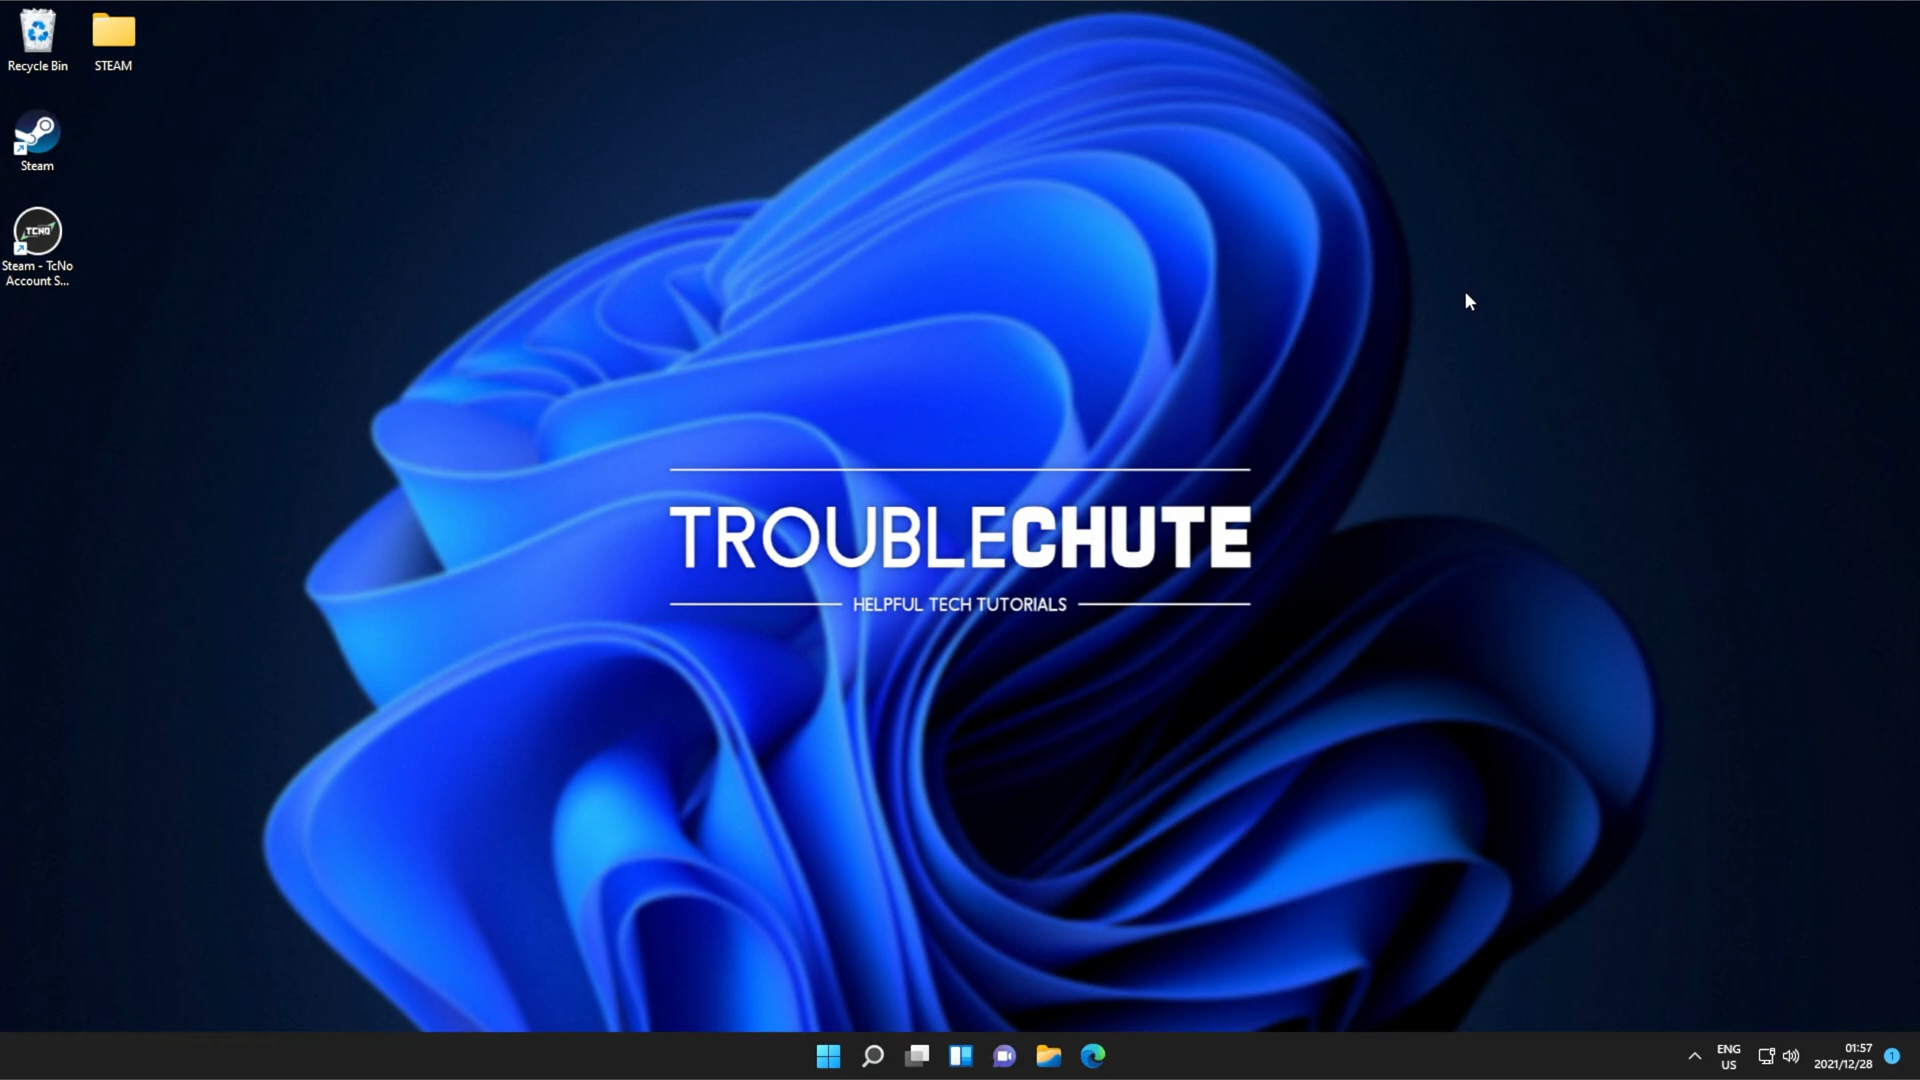 Recycle Bin
STEAM
Steam
TCNO
Steam - TcNo
Account S...
TROUBLECHUTE
HELPFUL TECH TUTORIALS
ENG
US
01:57
2021/12/28
1